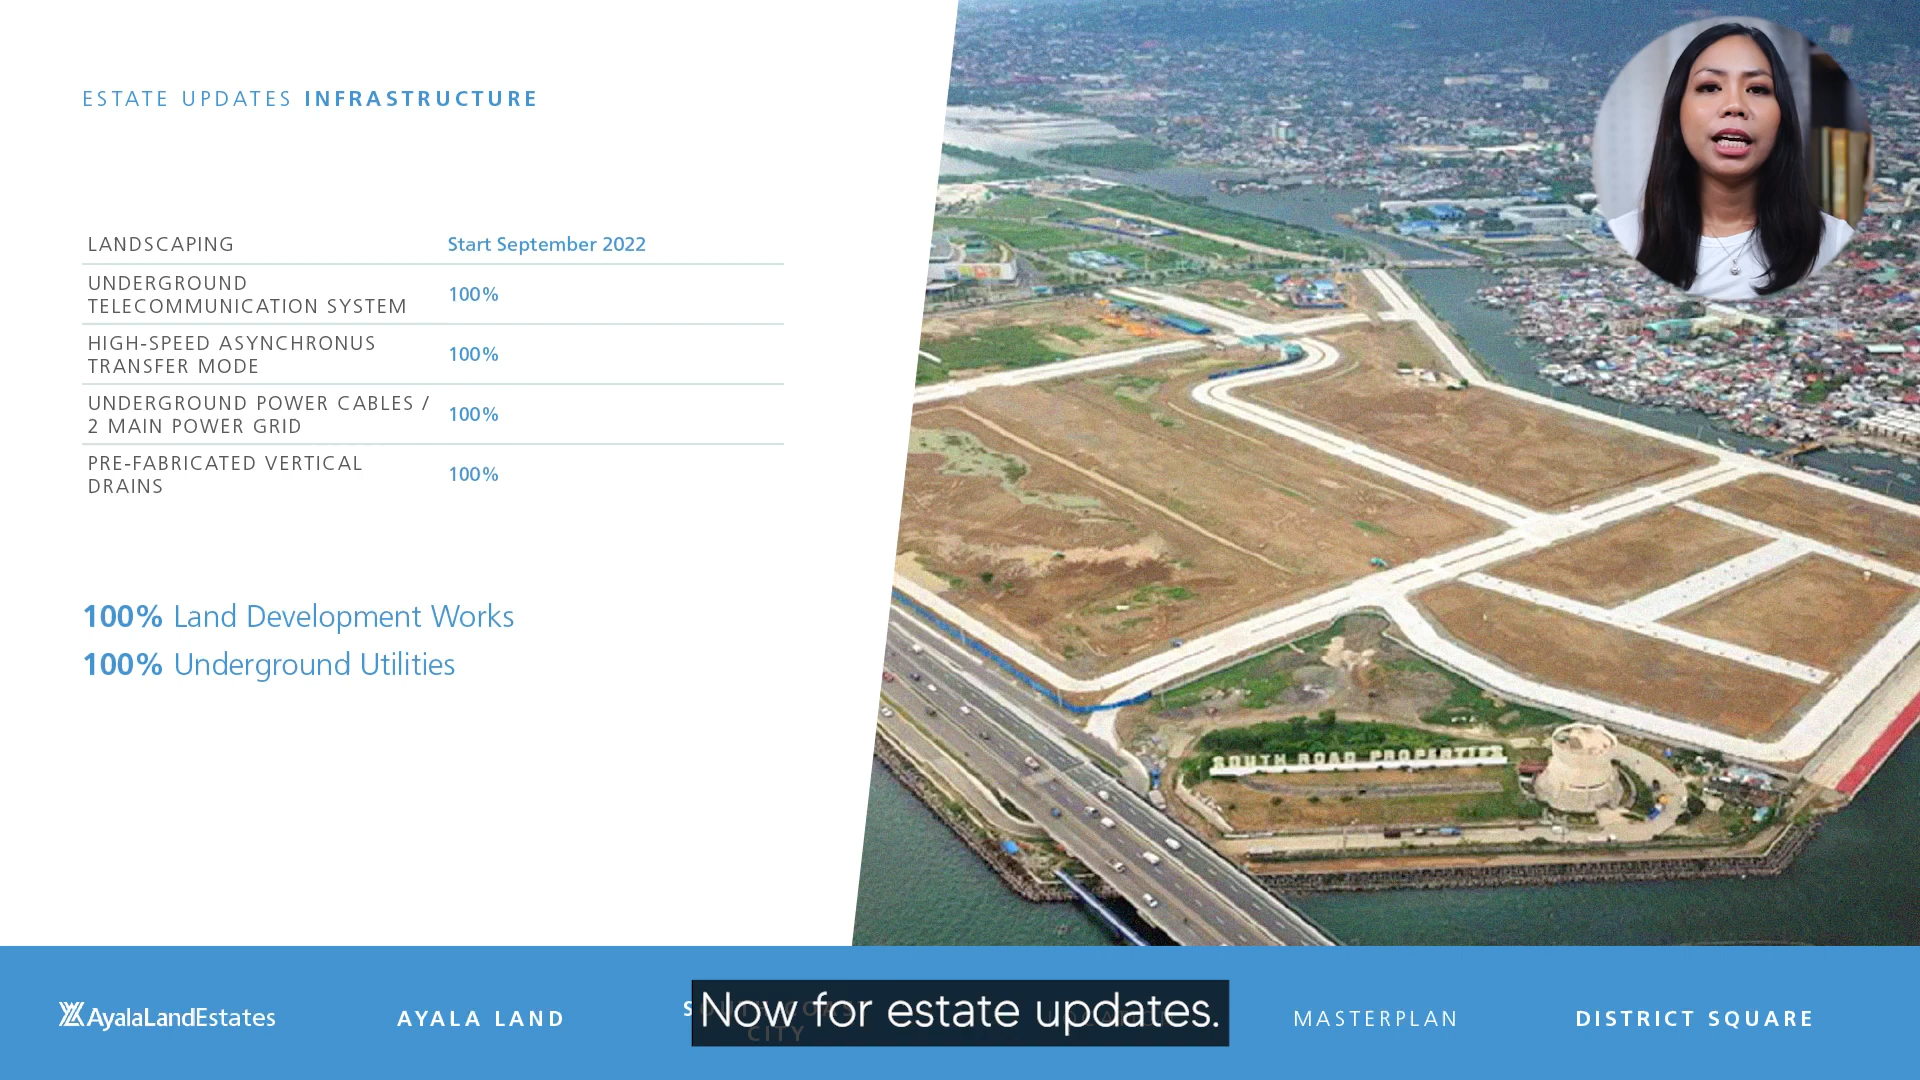 ESTATE UPDATES INFRASTRUCTURE
LANDSCAPING Start September 2022
UNDERGROUND
TELECOMMUNICATION SYSTEM 100%
HIGH-SPEED ASYNCHRONUS
TRANSFER MODE 100%
UNDERGROUND POWER CABLES /
2 MAIN POWER GRID 100%
PRE-FABRICATED VERTICAL
DRAINS 100%
100% Land Development Works
100% Underground Utilities
SOUTH ROAD PROPERTIES
AyalaLandEstates
AYALA LAND
CITY
Now for estate updates.
MASTERPLAN
DISTRICT SQUARE